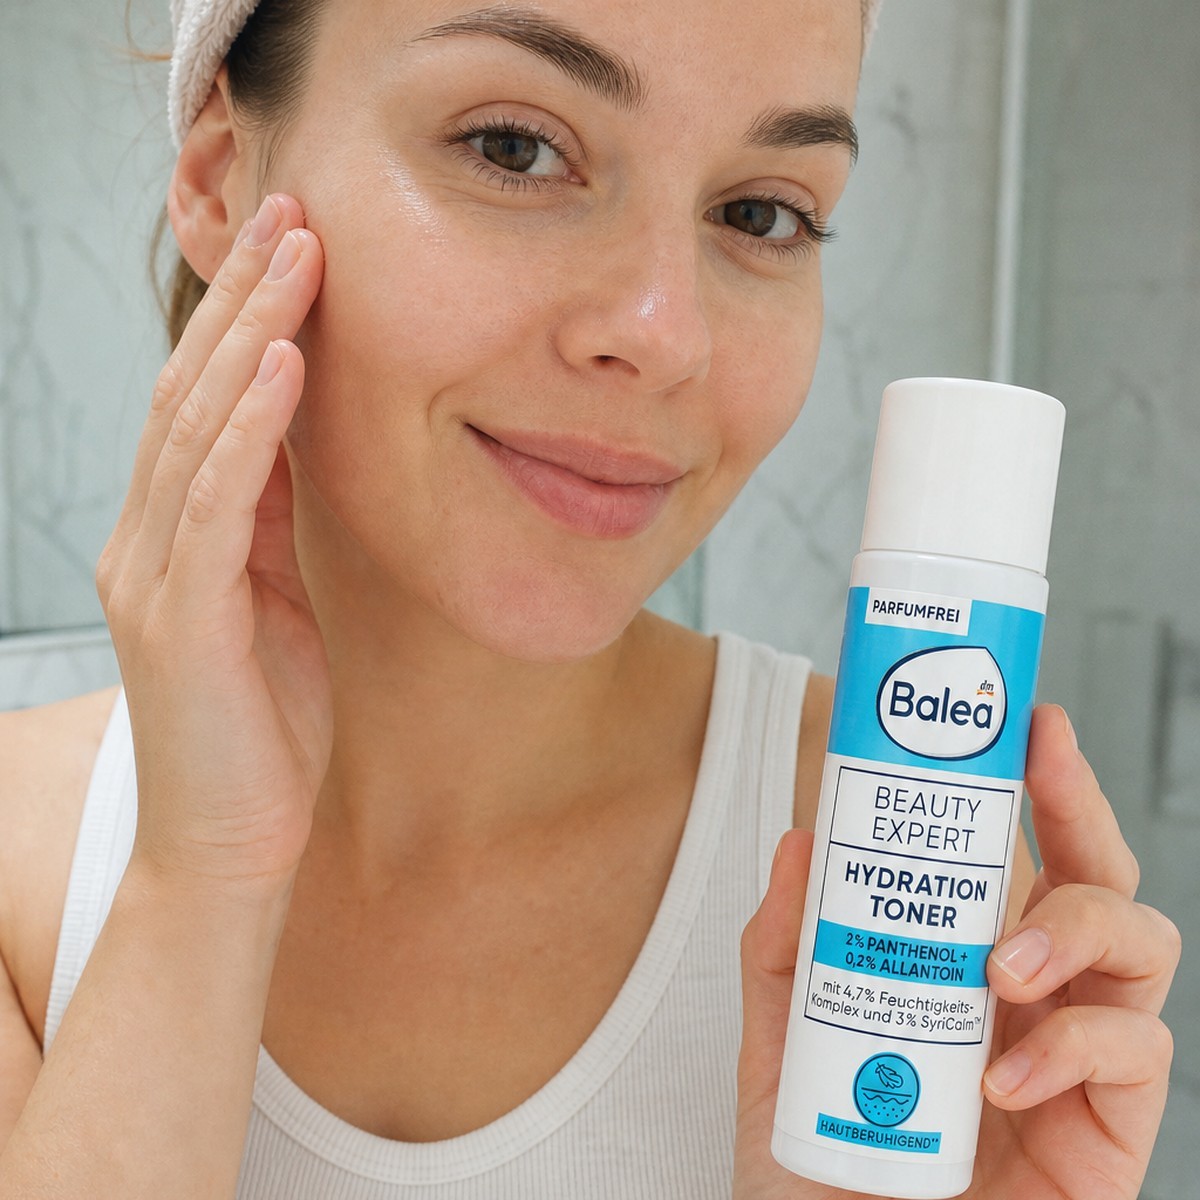 PARFUMFREI
dm
Balea
BEAUTY
EXPERT
HYDRATION
TONER
2% PANTHENOL +
0,2% ALLANTOIN
mit 4,7% Feuchtigkeits-
Komplex und 3% SyriCalm™
HAUTBERUHIGEND**